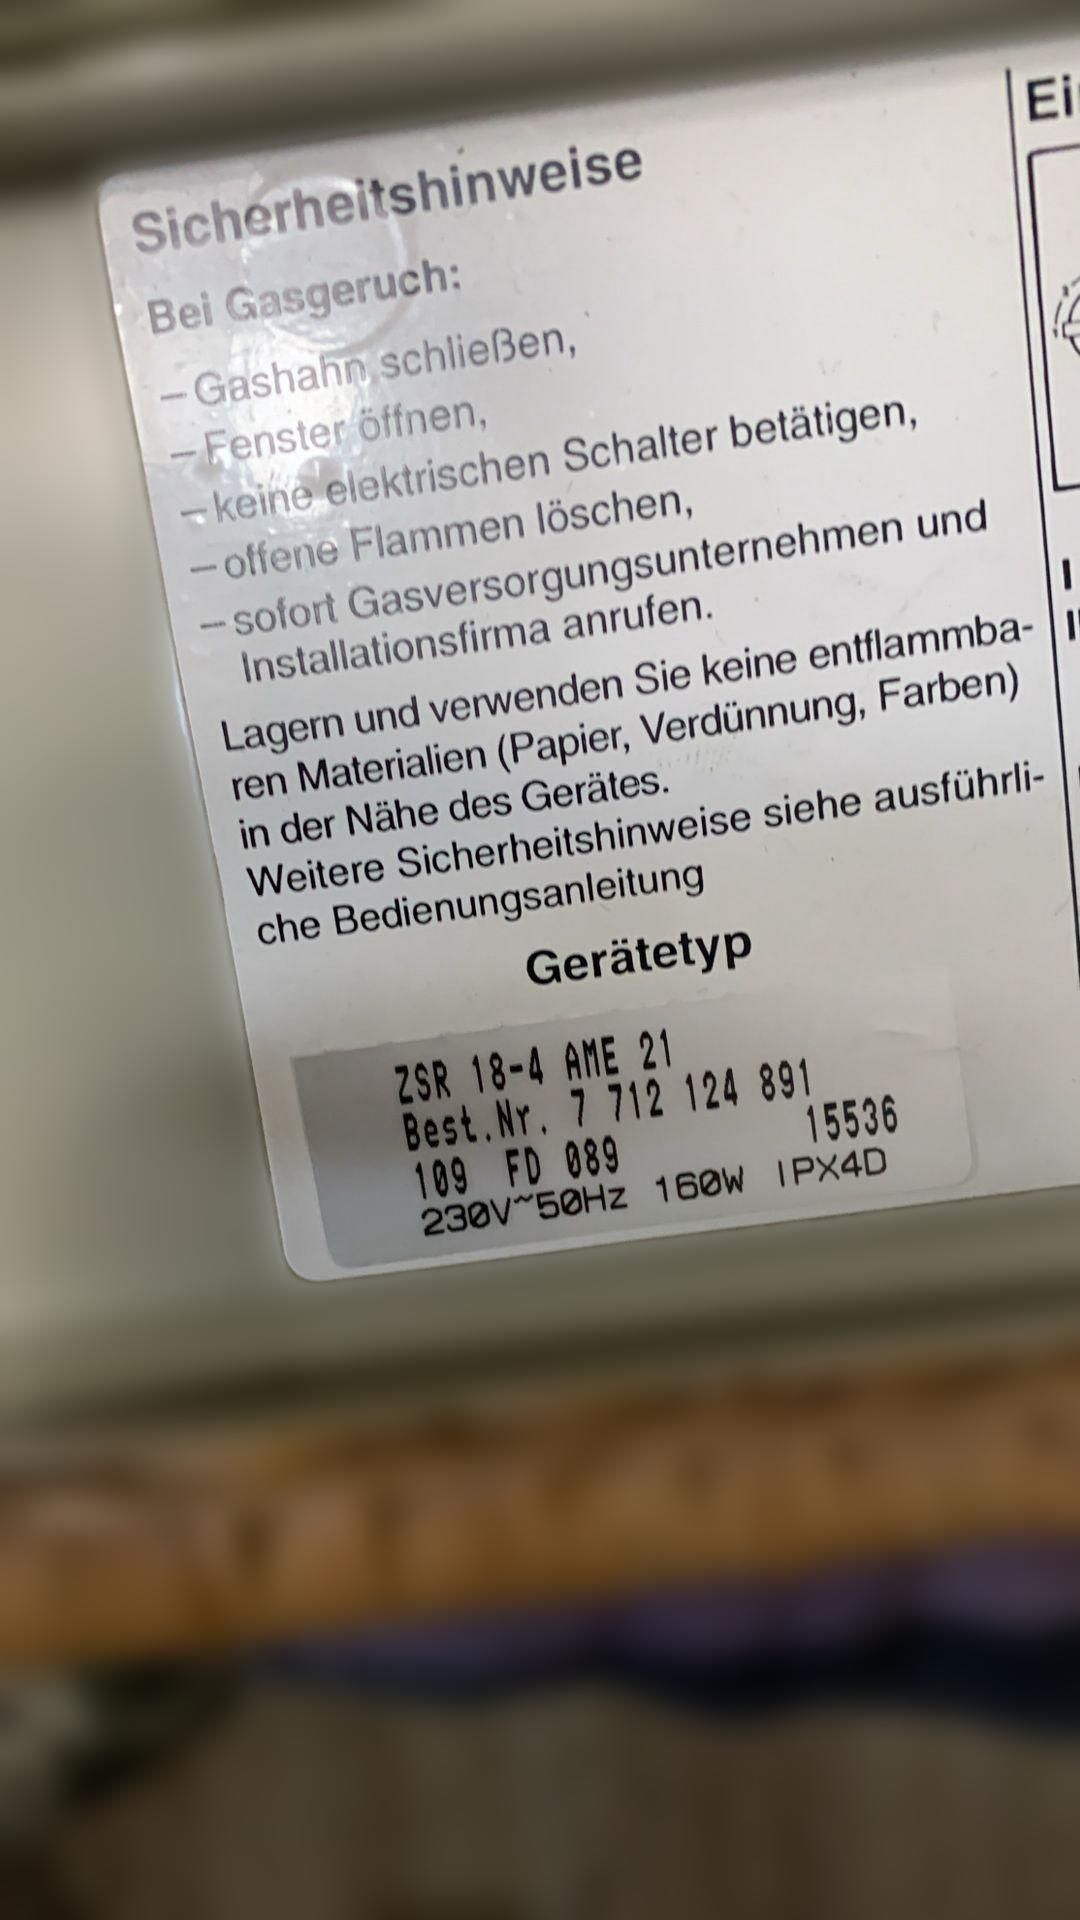 Sicherheitshinweise
Bei Gasgeruch:
– Gashahn schließen,
– Fenster öffnen,
– keine elektrischen Schalter betätigen,
– offene Flammen löschen,
– sofort Gasversorgungsunternehmen und
Installationsfirma anrufen.
Lagern und verwenden Sie keine entflammba-
ren Materialien (Papier, Verdünnung, Farben)
in der Nähe des Gerätes.
Weitere Sicherheitshinweise siehe ausführli-
che Bedienungsanleitung
Gerätetyp
ZSR 18-4 AME 21
Best.Nr. 7 712 124 891
109 FD 089 15536
230V~50Hz 160W IPX4D